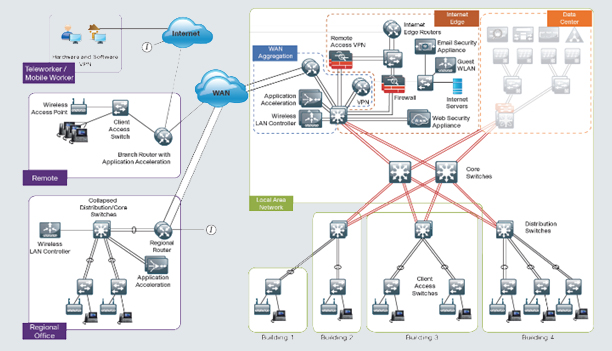 Hardware and Software
VPN
Teleworker /
Mobile Worker
Internet
i
WAN
Wireless
Access Point
Client
Access
Switch
Branch Router with
Application Acceleration
Remote
Collapsed
Distribution/Core
Switches
Wireless
LAN Controller
Regional
Router
i
Application
Acceleration
Regional
Office
WAN
Aggregation
Remote
Access VPN
Internet
Edge Routers
Internet
Edge
Email Security
Appliance
Guest
WLAN
VPN
Firewall
Internet
Servers
Application
Acceleration
Wireless
LAN Controller
Web Security
Appliance
Data
Center
Core
Switches
Local Area
Network
Distribution
Switches
Client
Access
Switches
Building 1
Building 2
Building 3
Building 4